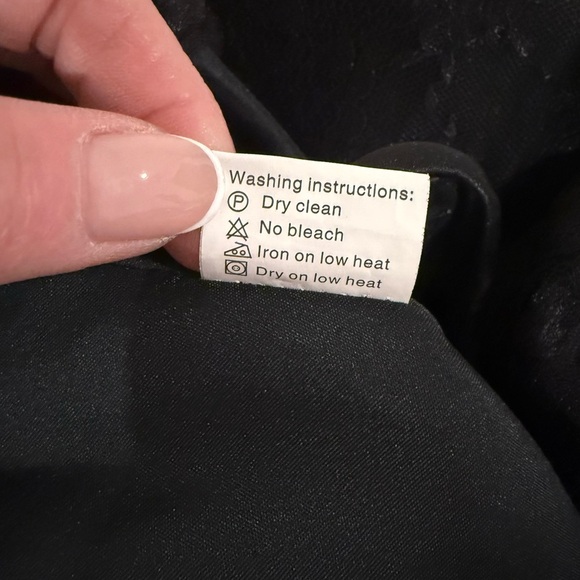 Washing instructions:
P Dry clean
No bleach
Iron on low heat
Dry on low heat